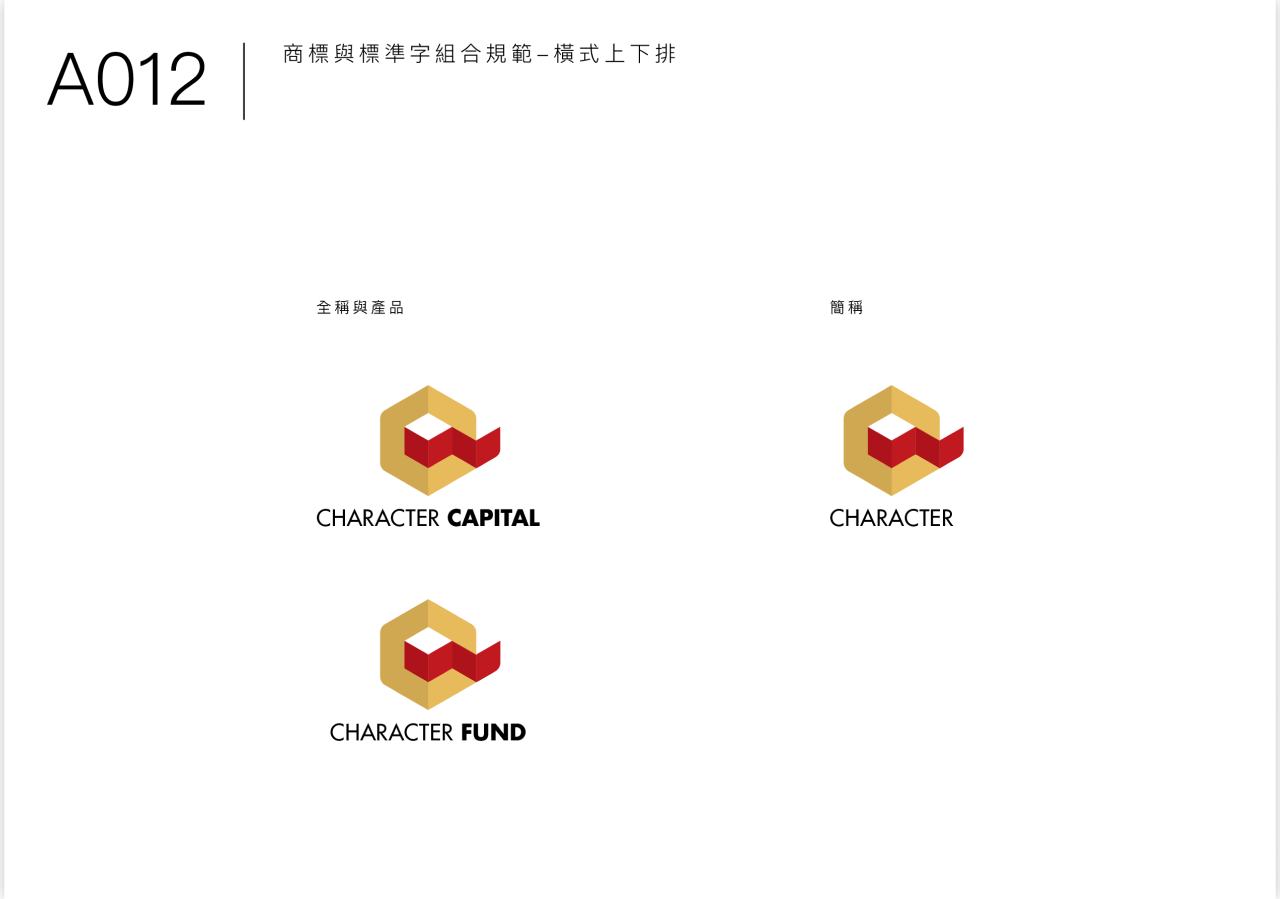 A012
商標與標準字組合規範–橫式上下排
全稱與產品
簡稱
CHARACTER CAPITAL
CHARACTER
CHARACTER FUND